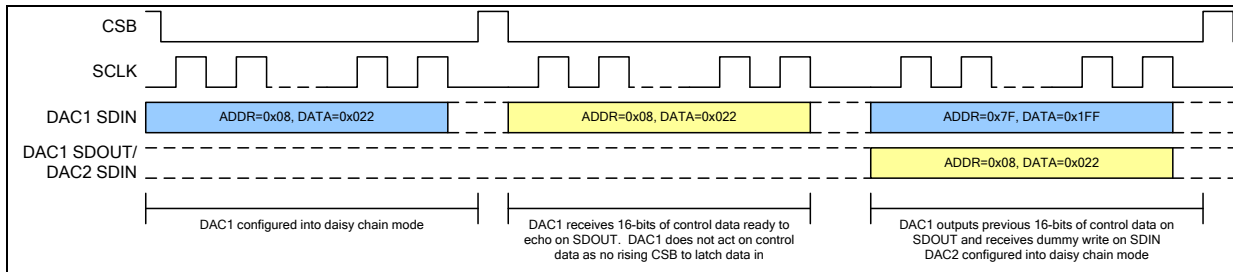 CSB
SCLK
DAC1 SDIN
ADDR=0x08, DATA=0x022
ADDR=0x08, DATA=0x022
ADDR=0x7F, DATA=0x1FF
DAC1 SDOUT/
DAC2 SDIN
ADDR=0x08, DATA=0x022
DAC1 configured into daisy chain mode
DAC1 receives 16-bits of control data ready to
echo on SDOUT. DAC1 does not act on control
data as no rising CSB to latch data in
DAC1 outputs previous 16-bits of control data on
SDOUT and receives dummy write on SDIN
DAC2 configured into daisy chain mode